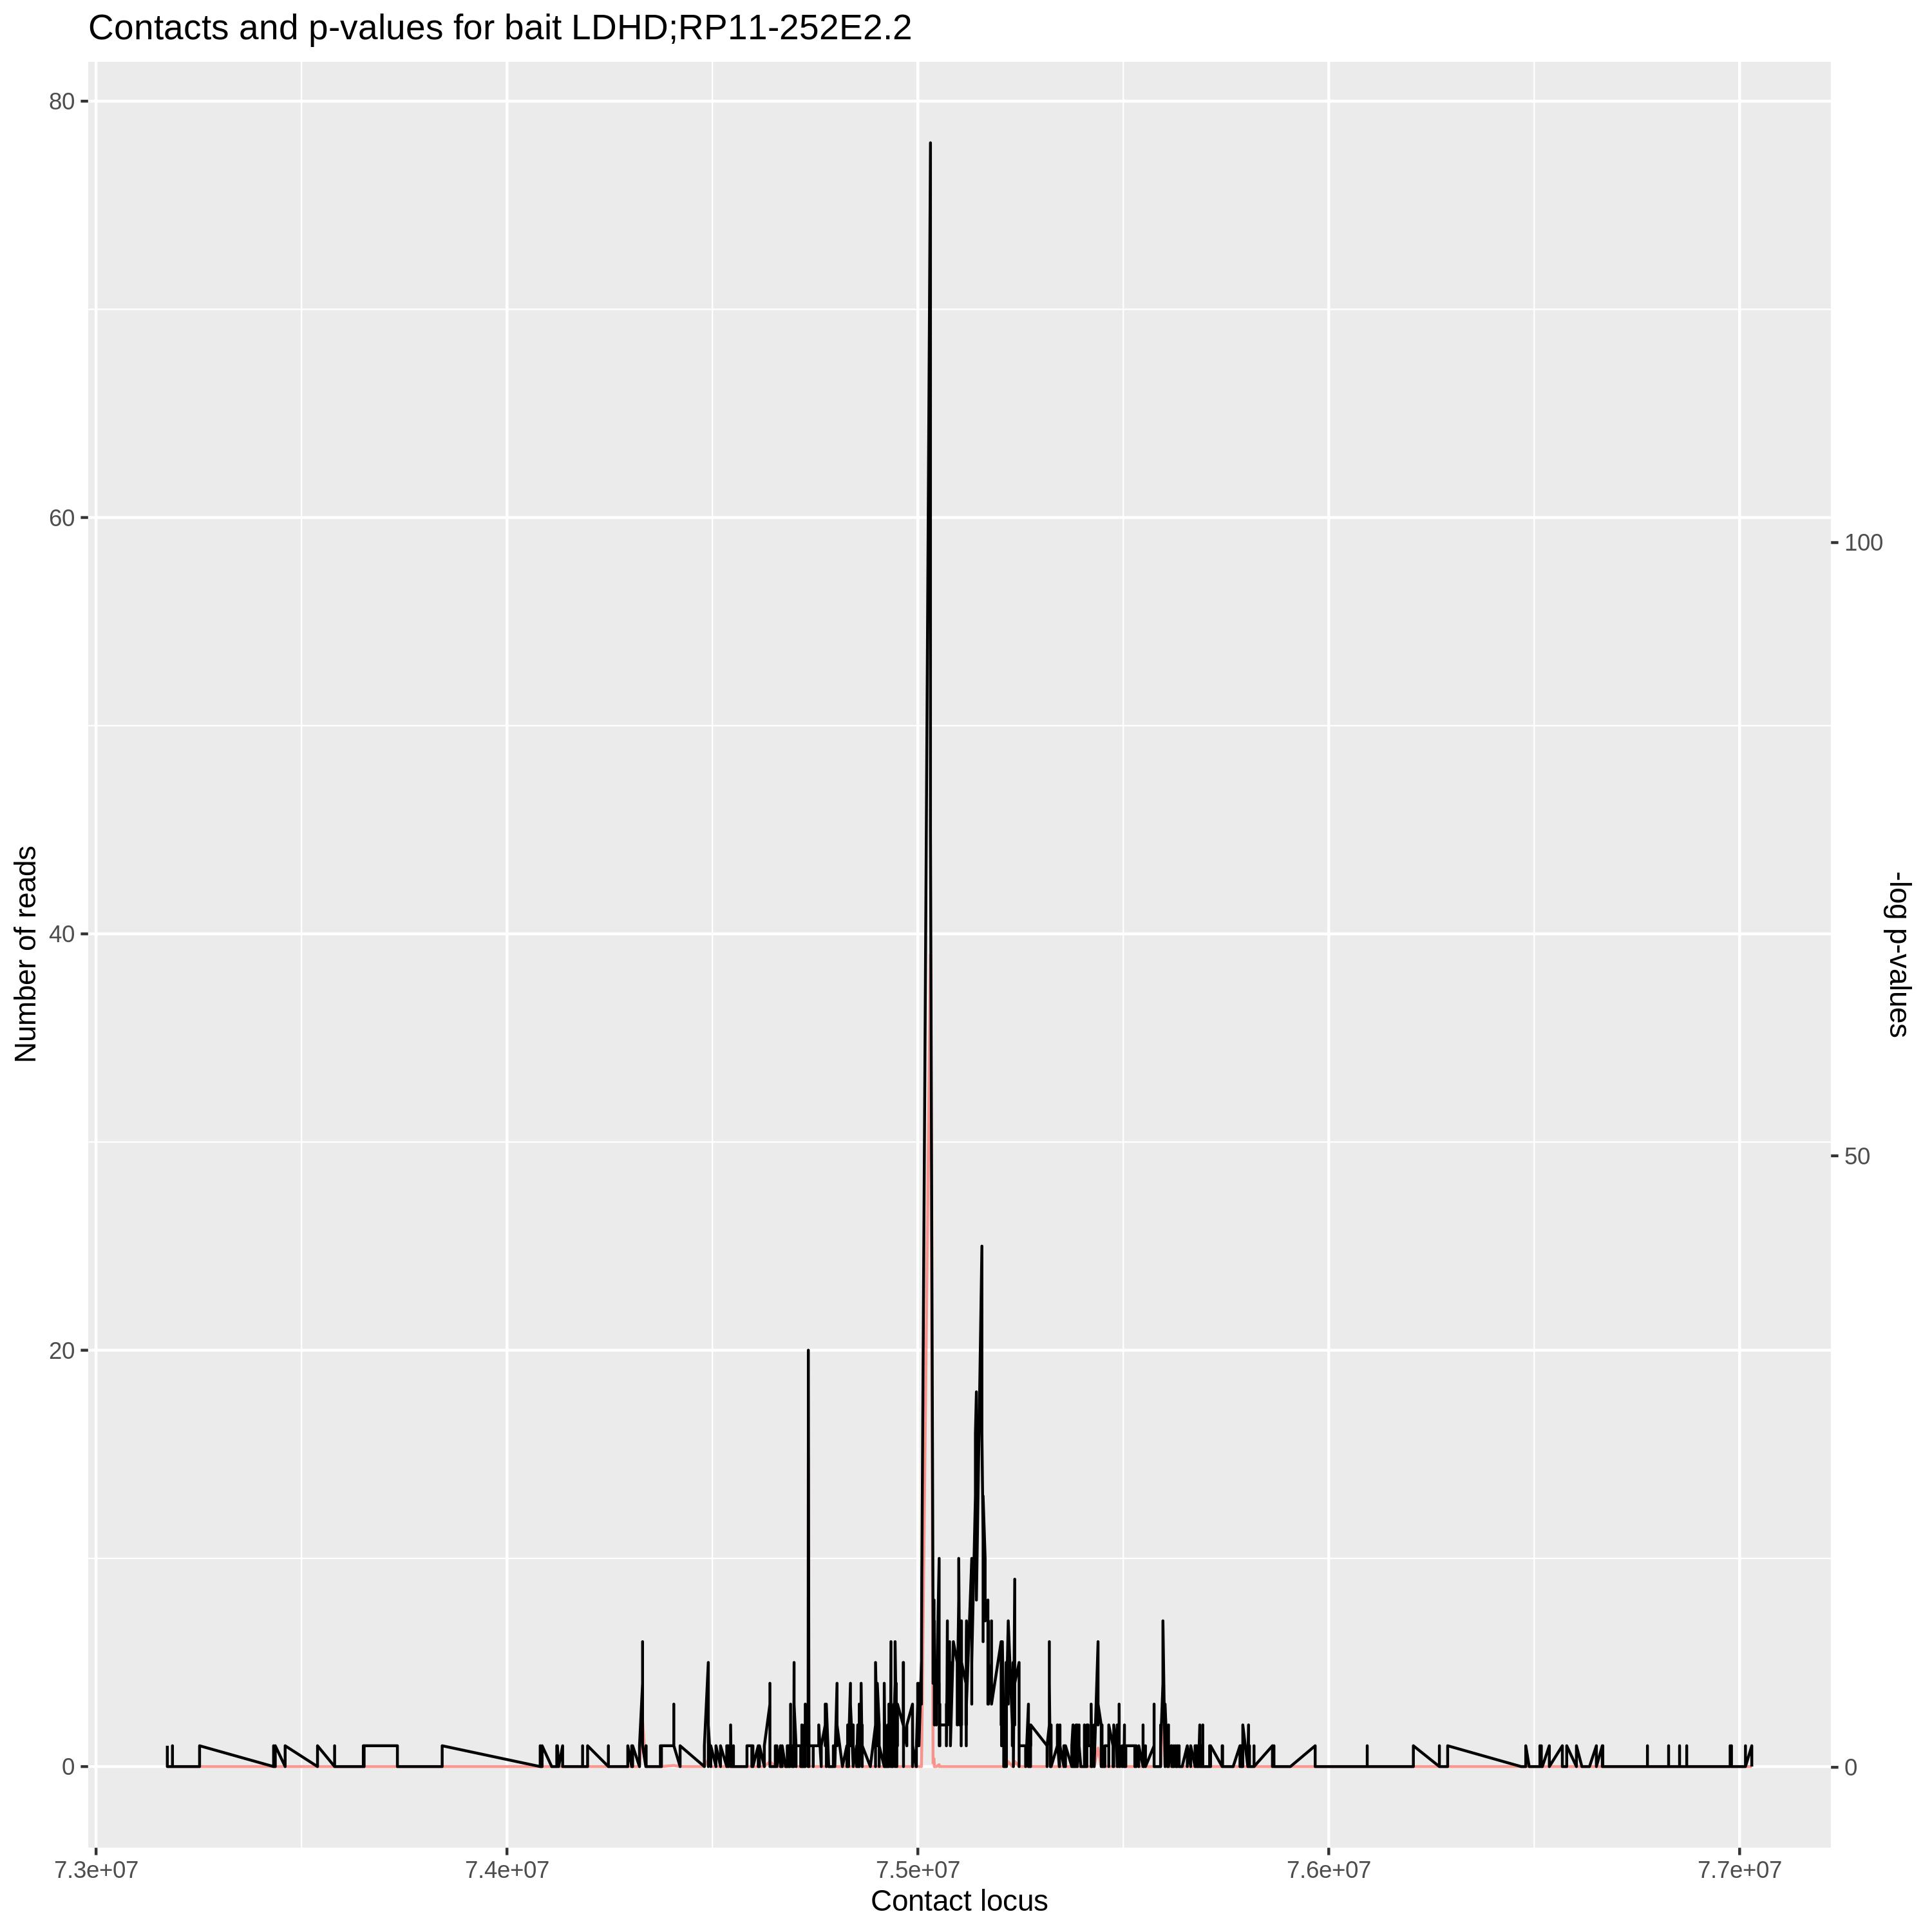 Contacts and p-values for bait LDHD;RP11-252E2.2
80
60
40
20
0
Number of reads
100
50
0
-log p-values
7.3e+07
7.4e+07
7.5e+07
7.6e+07
7.7e+07
Contact locus